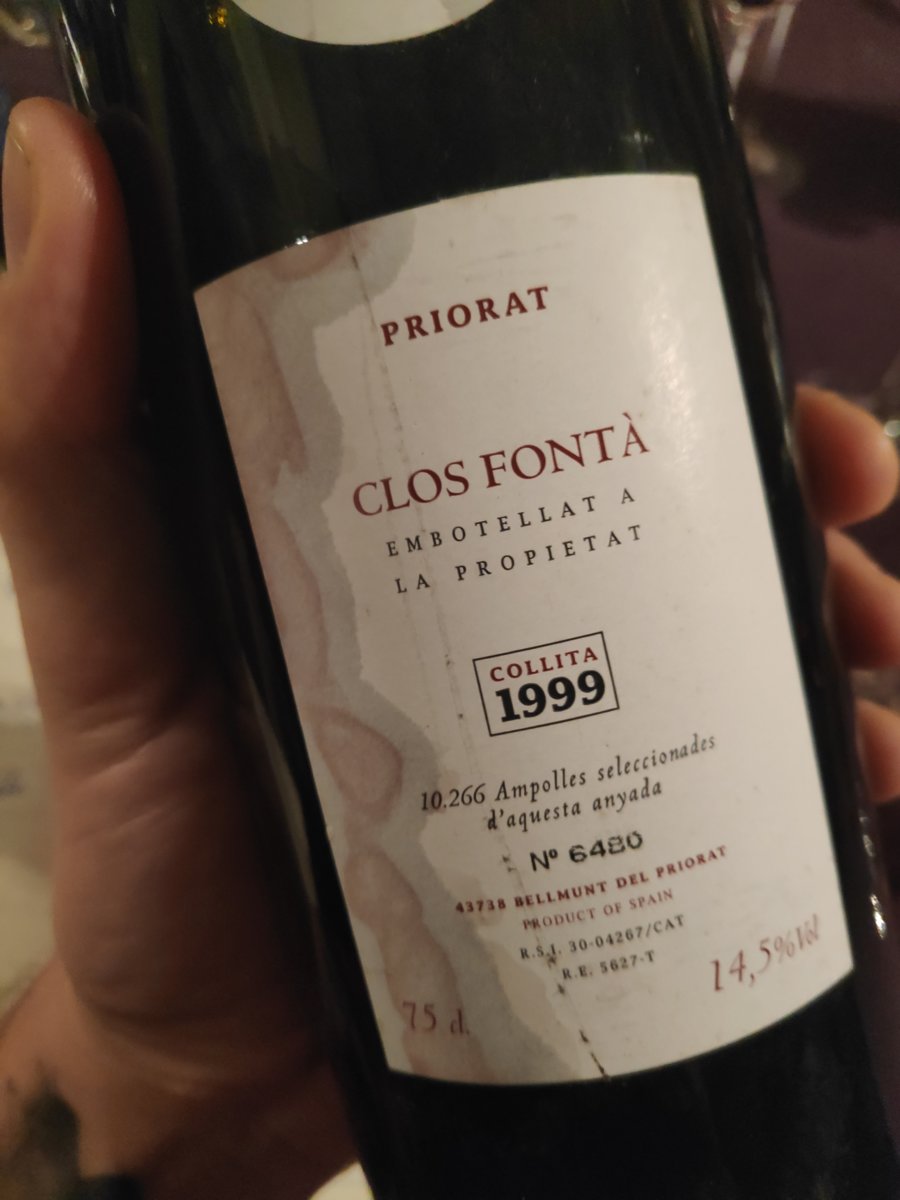 PRIORAT
CLOS FONTÀ
EMBOTELLAT A
LA PROPIETAT
COLLITA
1999
10.266 Ampolles seleccionades
d'aquesta anyada
Nº 6480
43738 BELLMUNT DEL PRIORAT
PRODUCT OF SPAIN
R.S.I. 30-04267/CAT
R.E. 5627-T
75 cl.
14,5%Vol